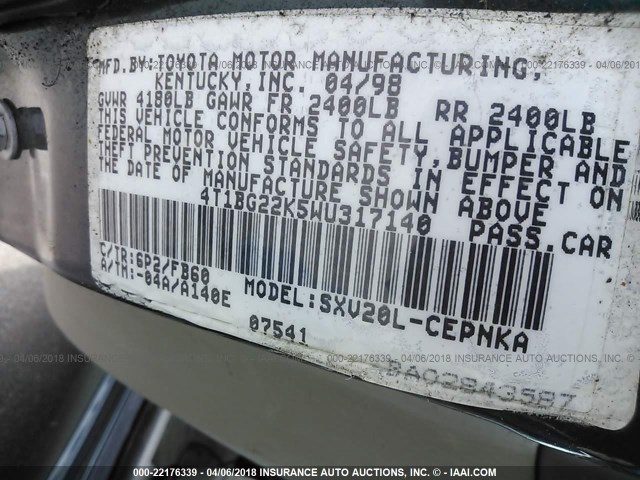 MFD.BY:TOYOTA MOTOR MANUFACTURING,
KENTUCKY,INC. 04/98
GVWR 4180LB GAWR FR 2400LB RR 2400LB
THIS VEHICLE CONFORMS TO ALL APPLICABLE
FEDERAL MOTOR VEHICLE SAFETY,BUMPER AND
THEFT PREVENTION STANDARDS IN EFFECT ON
THE DATE OF MANUFACTURE SHOWN ABOVE
4T1BG22K5WU317140 PASS.CAR
C/TR:6P2/FB60
A/TM:-04A/A140E MODEL:SXV20L-CEPNKA
07541
BA02843587
000-22176339 - 04/06/2018 INSURANCE AUTO AUCTIONS, INC. - © - IAAI.COM